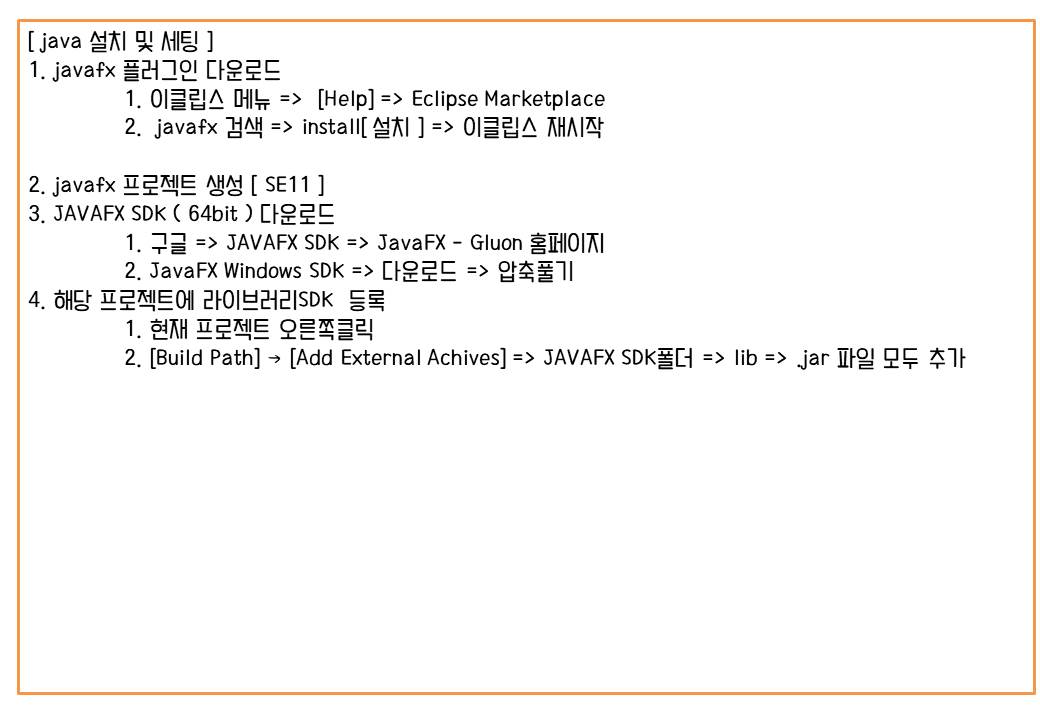 [ java 설치 및 세팅 ]
1. javafx 플러그인 다운로드
1. 이클립스 메뉴 => [Help] => Eclipse Marketplace
2. javafx 검색 => install[ 설치 ] => 이클립스 재시작
2. javafx 프로젝트 생성 [ SE11 ]
3. JAVAFX SDK ( 64bit ) 다운로드
1. 구글 => JAVAFX SDK => JavaFX - Gluon 홈페이지
2. JavaFX Windows SDK => 다운로드 => 압축풀기
4. 해당 프로젝트에 라이브러리SDK 등록
1. 현재 프로젝트 오른쪽클릭
2. [Build Path] → [Add External Achives] => JAVAFX SDK폴더 => lib => .jar 파일 모두 추가